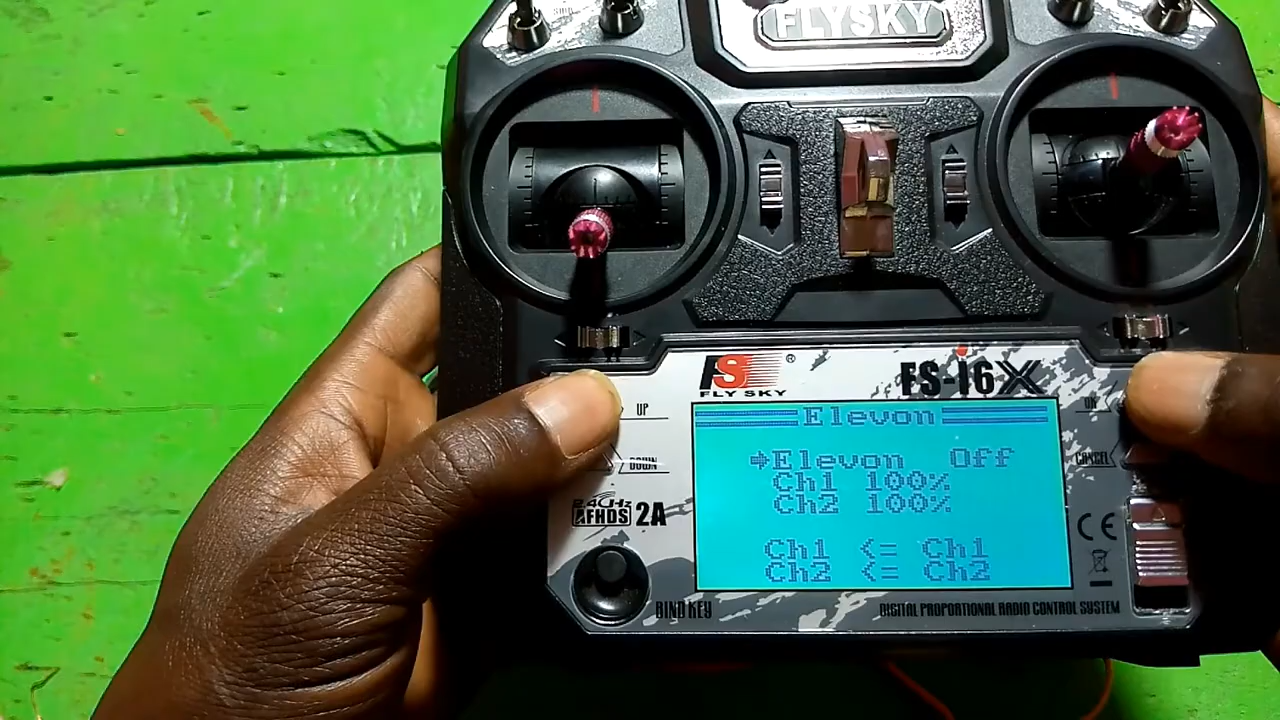 FLYSKY
FS ®
FLY SKY
FS-i6X
UP
DOWN
CANCEL
Elevon
➔Elevon Off
Ch1 100%
Ch2 100%
Ch1 <= Ch1
Ch2 <= Ch2
2.4GHz
AFHDS 2A
CE
BIND KEY
DIGITAL PROPORTIONAL RADIO CONTROL SYSTEM